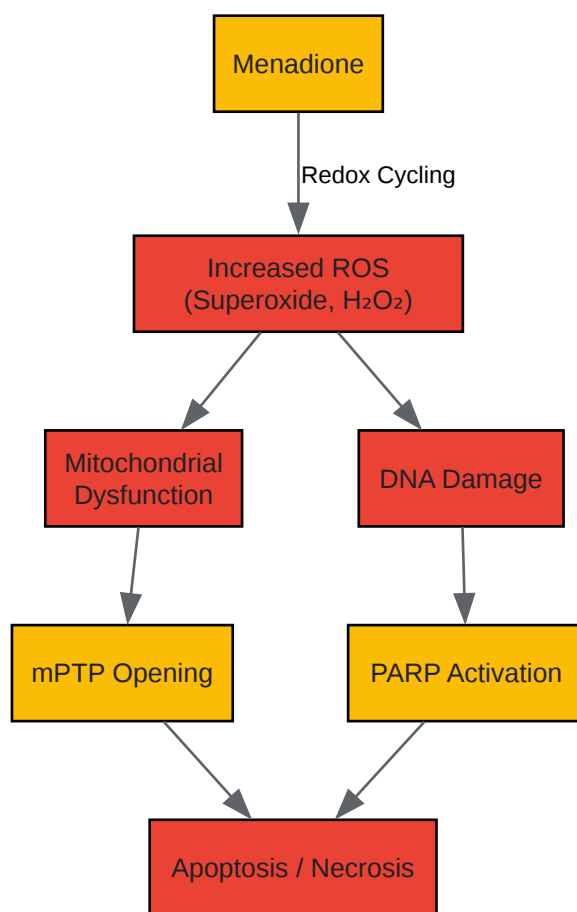 Menadione
Redox Cycling
Increased ROS
(Superoxide, H₂O₂)
Mitochondrial
Dysfunction
DNA Damage
mPTP Opening
PARP Activation
Apoptosis / Necrosis